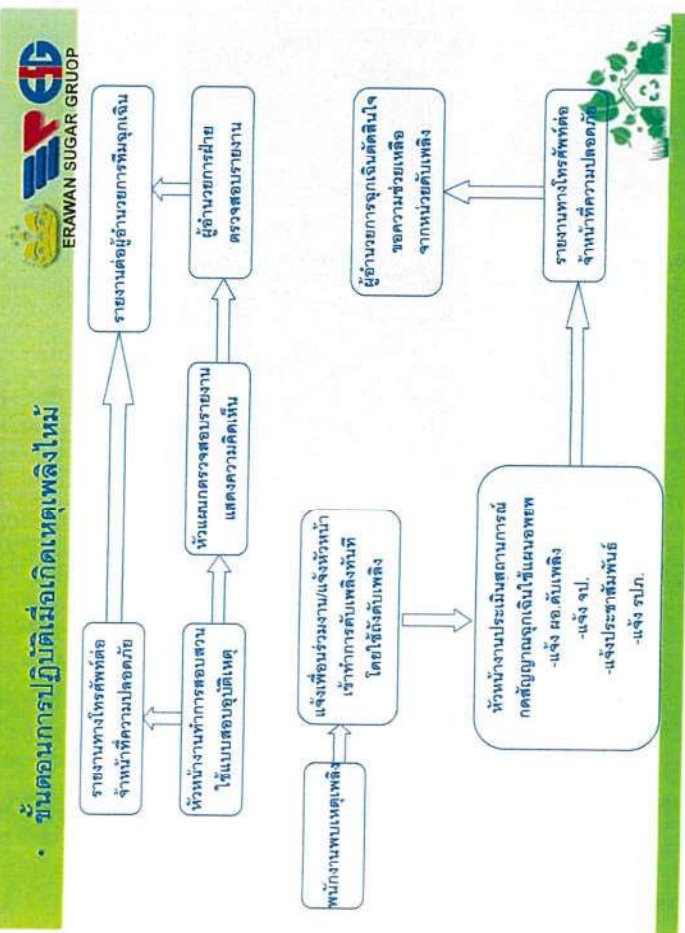 • ขั้นตอนการปฏิบัติเมื่อเกิดเหตุเพลิงไหม้
ERAWAN SUGAR GRUOP
รายงานทางโทรศัพท์ต่อ
จ้าหน้าที่ความปลอดภัย
รายงานต่อผู้อำนวยการทีมฉุกเฉิน
หัวหน้างานทำการสอบสวน
ใช้แบบสอบอุบัติเหตุ
หัวแผนกตรวจสอบรายงาน
แสดงความคิดเห็น
ผู้อำนวยการฝ่าย
ตรวจสอบรายงาน
พนักงานพบเหตุเพลิง
แจ้งเพื่อนร่วมงาน/แจ้งหัวหน้า
เข้าทำการดับเพลิงทันที
โดยใช้ถังดับเพลิง
หัวหน้างานประเมินสถานการณ์
กดสัญญาณฉุกเฉินใช้แผนอพยพ
-แจ้ง ผอ.ดับเพลิง
-แจ้ง จป.
-แจ้งประชาสัมพันธ์
-แจ้ง รปภ.
รายงานทางโทรศัพท์ต่อ
จ้าหน้าที่ความปลอดภัย
ผู้อำนวยการฉุกเฉินตัดสินใจ
ขอความช่วยเหลือ
จากหน่วยดับเพลิง